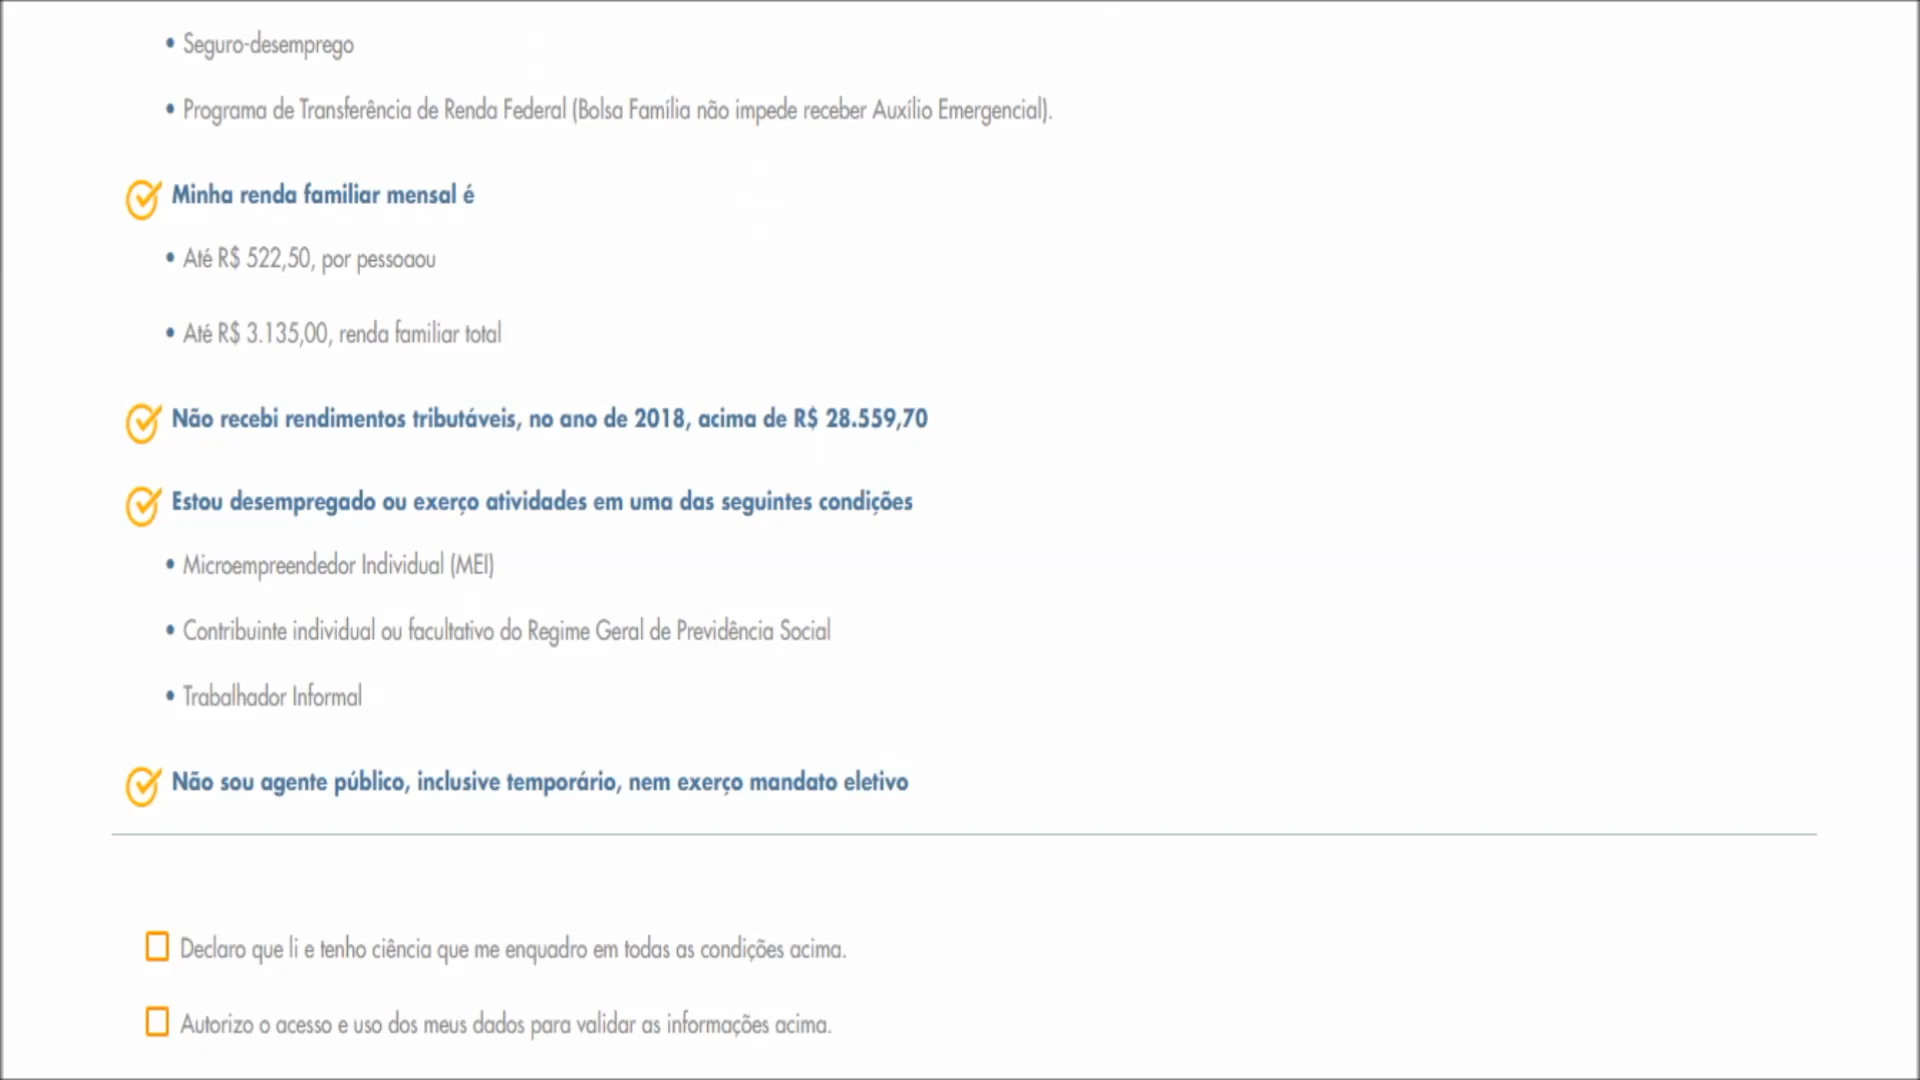 • Seguro-desemprego
• Programa de Transferência de Renda Federal (Bolsa Família não impede receber Auxílio Emergencial).
Minha renda familiar mensal é
• Até R$ 522,50, por pessoaou
• Até R$ 3.135,00, renda familiar total
Não recebi rendimentos tributáveis, no ano de 2018, acima de R$ 28.559,70
Estou desempregado ou exerço atividades em uma das seguintes condições
• Microempreendedor Individual (MEI)
• Contribuinte individual ou facultativo do Regime Geral de Previdência Social
• Trabalhador Informal
Não sou agente público, inclusive temporário, nem exerço mandato eletivo
Declaro que li e tenho ciência que me enquadro em todas as condições acima.
Autorizo o acesso e uso dos meus dados para validar as informações acima.